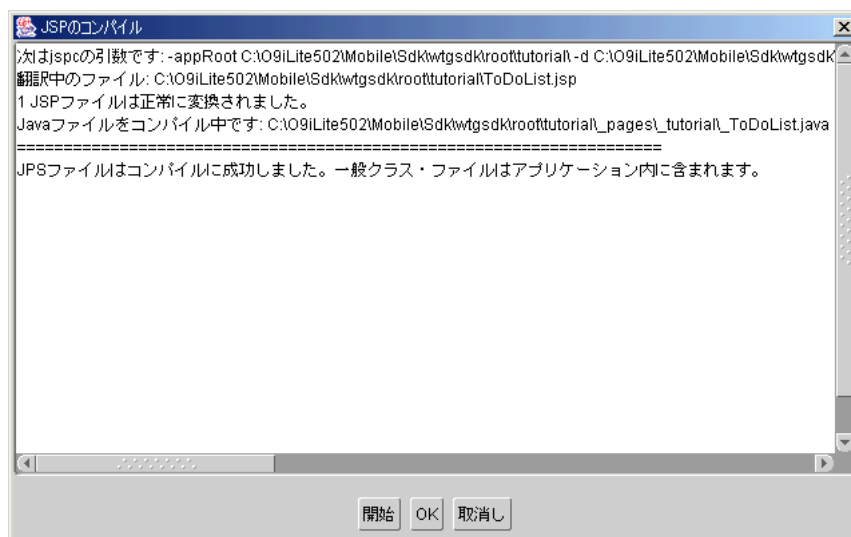 JSPのコンパイル
次はjspcの引数です: -appRoot C:\O9iLite502\Mobile\Sdk\wtgsdk\root\tutorial\ -d C:\O9iLite502\Mobile\Sdk\wtgsdk
翻訳中のファイル: C:\O9iLite502\Mobile\Sdk\wtgsdk\root\tutorial\ToDoList.jsp
1 JSPファイルは正常に変換されました。
Javaファイルをコンパイル中です: C:\O9iLite502\Mobile\Sdk\wtgsdk\root\tutorial\_pages\_tutorial\_ToDoList.java
======================================================================
JPSファイルはコンパイルに成功しました。一般クラス・ファイルはアプリケーション内に含まれます。
開始 OK 取消し